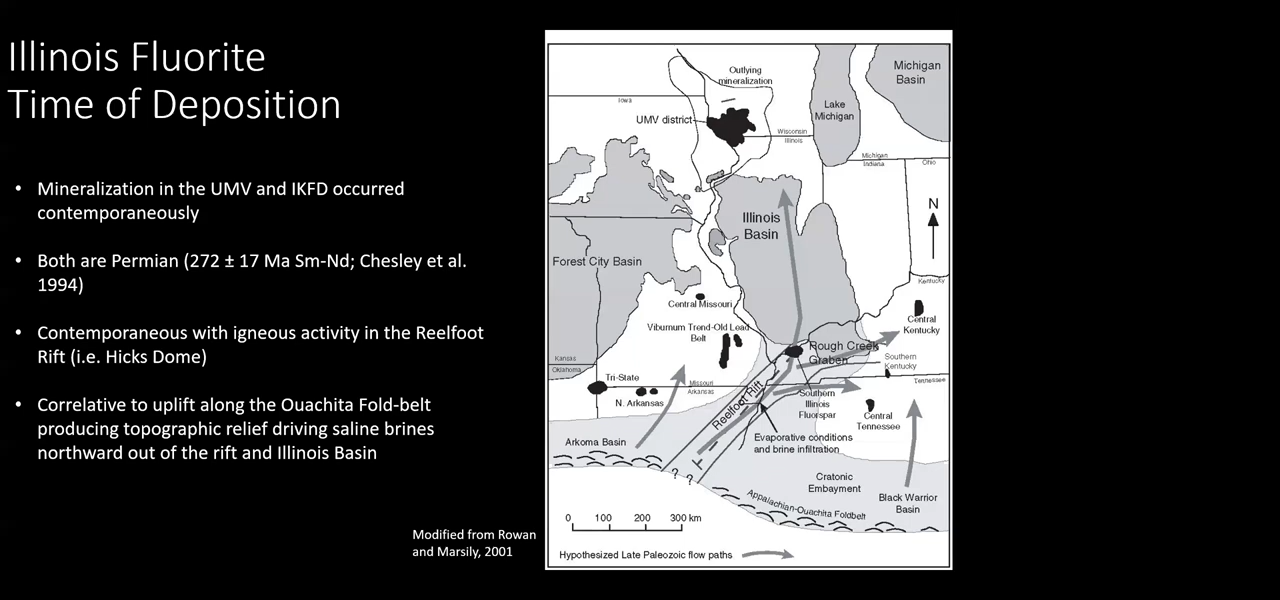 Illinois Fluorite
Time of Deposition
• Mineralization in the UMV and IKFD occurred
contemporaneously
• Both are Permian (272 ± 17 Ma Sm-Nd; Chesley et al.
1994)
• Contemporaneous with igneous activity in the Reelfoot
Rift (i.e. Hicks Dome)
• Correlative to uplift along the Ouachita Fold-belt
producing topographic relief driving saline brines
northward out of the rift and Illinois Basin
Modified from Rowan
and Marsily, 2001
Michigan
Basin
Outlying
mineralization
Iowa
Lake
Michigan
UMV district
Wisconsin
Illinois
Michigan
Indiana
Ohio
N
Illinois
Basin
Forest City Basin
Kentucky
Central Missouri
Central
Kentucky
Viburnum Trend-Old Lead
Belt
Rough Creek
Graben
Southern
Kentucky
Kansas
Oklahoma
Tri-State
Missouri
Arkansas
Tennessee
N. Arkansas
Reelfoot Rift
Southern
Illinois
Fluorspar
Central
Tennessee
Arkoma Basin
Evaporative conditions
and brine infiltration
? ?
Cratonic
Embayment
Black Warrior
Basin
Appalachian-Ouachita Foldbelt
0 100 200 300 km
Hypothesized Late Paleozoic flow paths